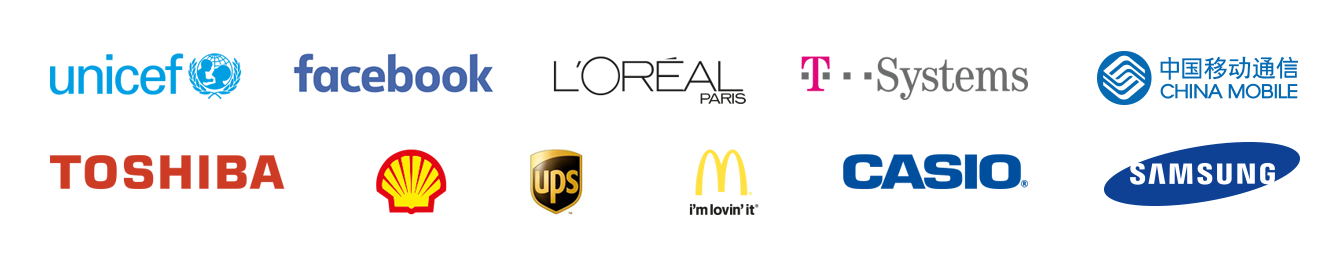 unicef
facebook
L'ORÉAL
PARIS
T··Systems
中国移动通信
CHINA MOBILE
TOSHIBA
ups
™
i'm lovin' it®
CASIO®
SAMSUNG